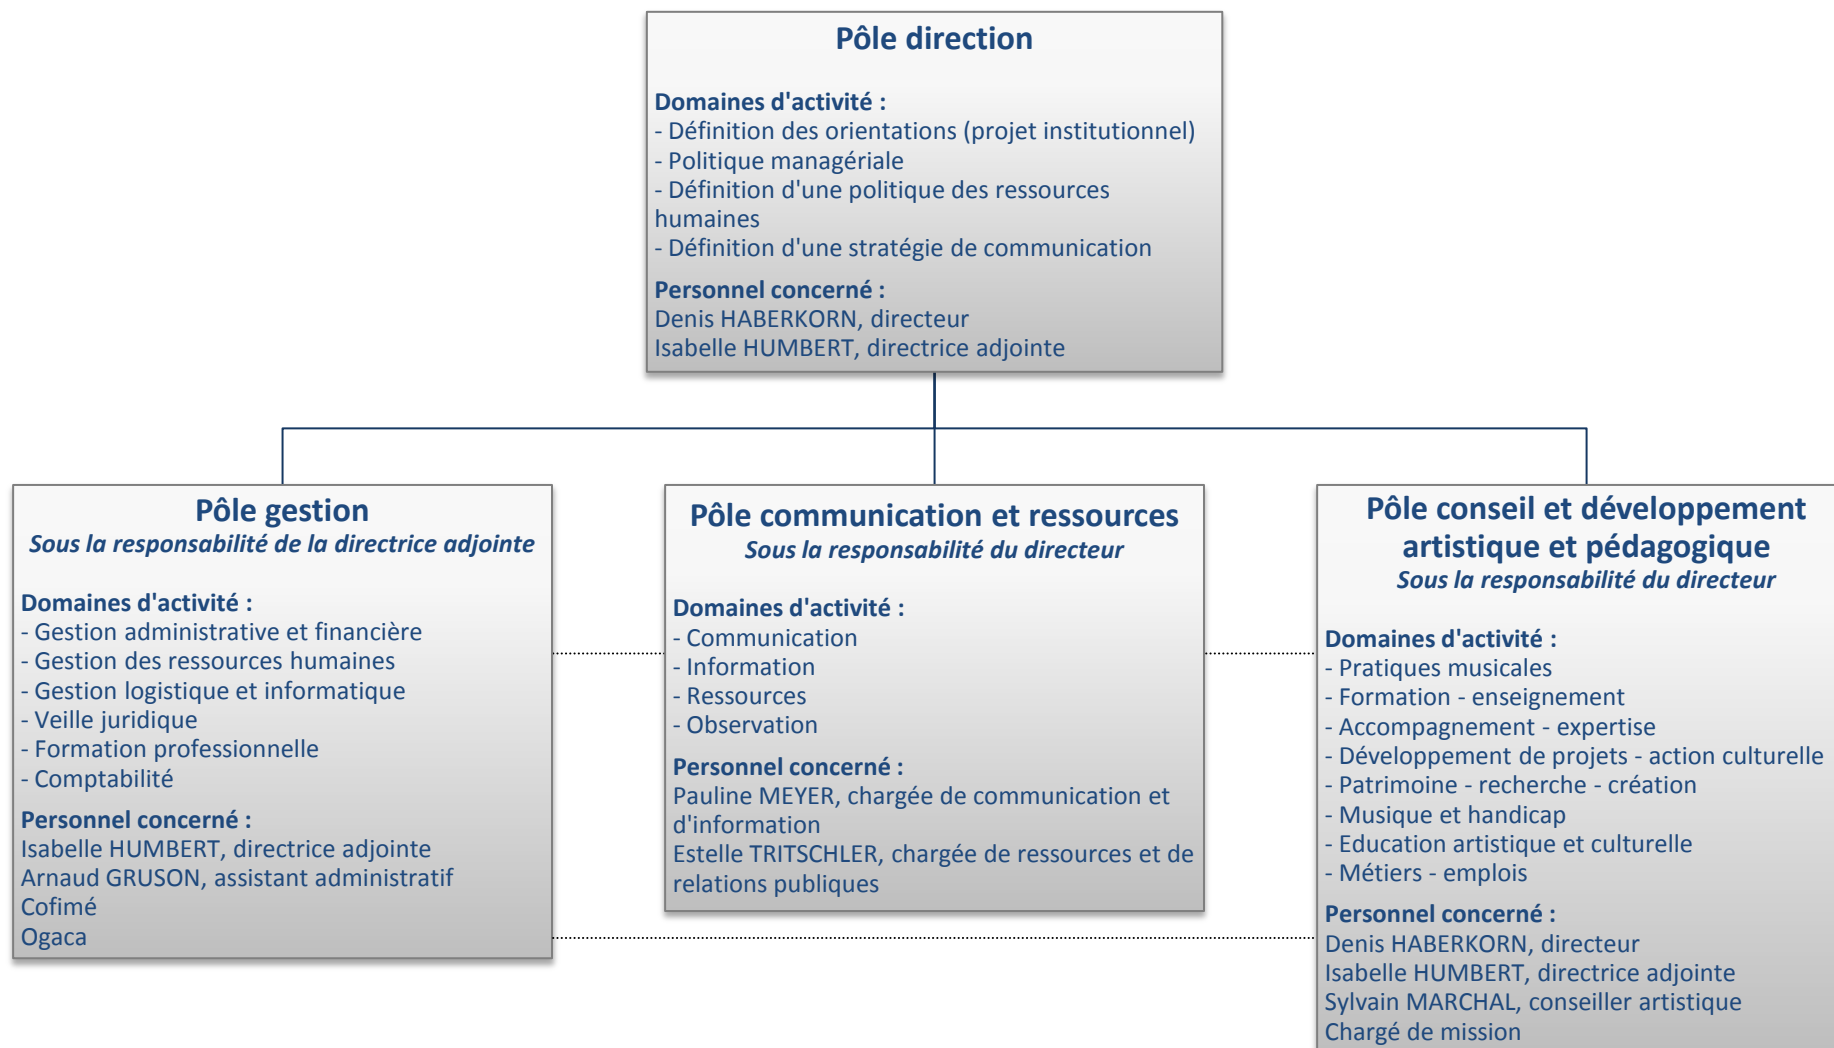 Pôle direction
Domaines d'activité :
- Définition des orientations (projet institutionnel)
- Politique managériale
- Définition d'une politique des ressources
humaines
- Définition d'une stratégie de communication
Personnel concerné :
Denis HABERKORN, directeur
Isabelle HUMBERT, directrice adjointe
Pôle gestion
Sous la responsabilité de la directrice adjointe
Domaines d'activité :
- Gestion administrative et financière
- Gestion des ressources humaines
- Gestion logistique et informatique
- Veille juridique
- Formation professionnelle
- Comptabilité
Personnel concerné :
Isabelle HUMBERT, directrice adjointe
Arnaud GRUSON, assistant administratif
Cofimé
Ogaca
Pôle communication et ressources
Sous la responsabilité du directeur
Domaines d'activité :
- Communication
- Information
- Ressources
- Observation
Personnel concerné :
Pauline MEYER, chargée de communication et
d'information
Estelle TRITSCHLER, chargée de ressources et de
relations publiques
Pôle conseil et développement
artistique et pédagogique
Sous la responsabilité du directeur
Domaines d'activité :
- Pratiques musicales
- Formation - enseignement
- Accompagnement - expertise
- Développement de projets - action culturelle
- Patrimoine - recherche - création
- Musique et handicap
- Education artistique et culturelle
- Métiers - emplois
Personnel concerné :
Denis HABERKORN, directeur
Isabelle HUMBERT, directrice adjointe
Sylvain MARCHAL, conseiller artistique
Chargé de mission